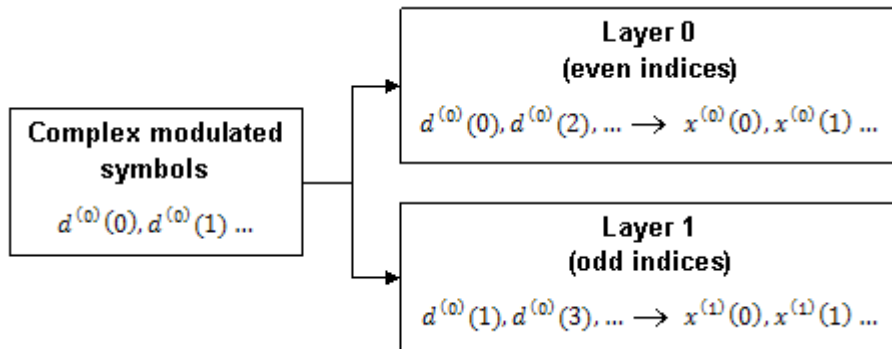 Complex modulated
symbols
d⁽⁰⁾(0), d⁽⁰⁾(1) ...
Layer 0
(even indices)
d⁽⁰⁾(0), d⁽⁰⁾(2), ... → x⁽⁰⁾(0), x⁽⁰⁾(1) ...
Layer 1
(odd indices)
d⁽⁰⁾(1), d⁽⁰⁾(3), ... → x⁽¹⁾(0), x⁽¹⁾(1) ...